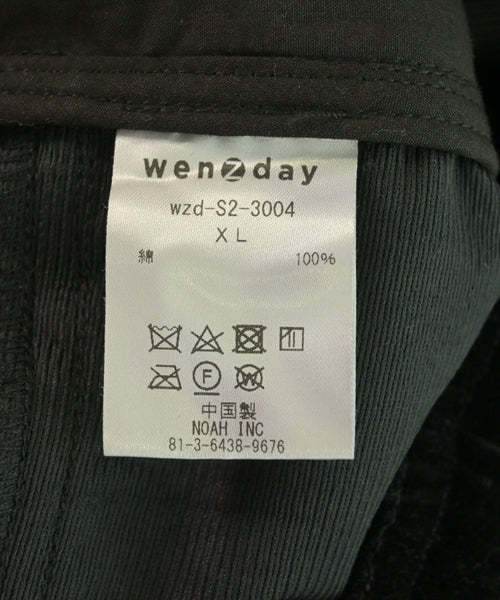 wenzday
wzd-S2-3004
XL
綿 100%
F
W
中国製
NOAH INC
81-3-6438-9676